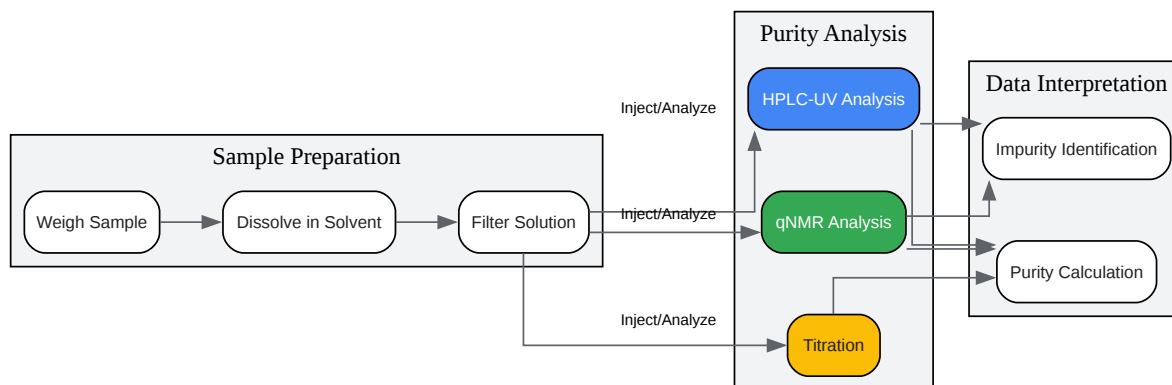 Sample Preparation
Weigh Sample
Dissolve in Solvent
Filter Solution
Inject/Analyze
Inject/Analyze
Inject/Analyze
Purity Analysis
HPLC-UV Analysis
qNMR Analysis
Titration
Data Interpretation
Impurity Identification
Purity Calculation